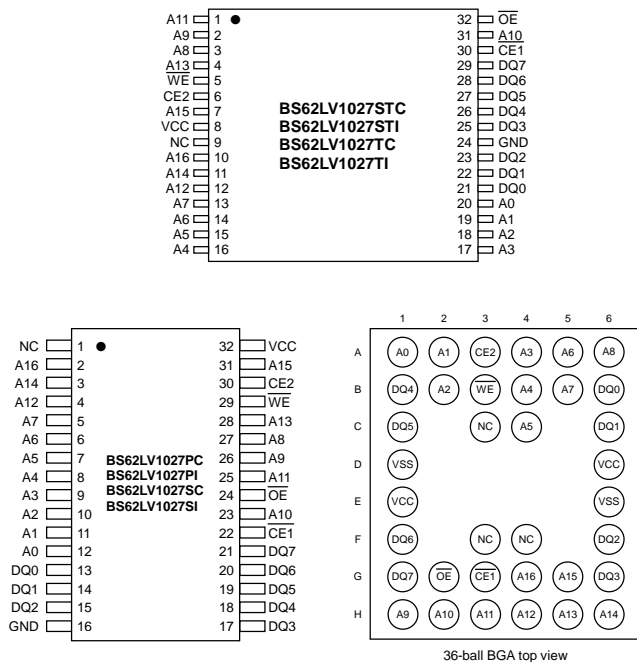 A11 1 32 OE
A9 2 31 A10
A8 3 30 CE1
A13 4 29 DQ7
WE 5 28 DQ6
CE2 6 27 DQ5
A15 7 26 DQ4
VCC 8 25 DQ3
NC 9 24 GND
A16 10 23 DQ2
A14 11 22 DQ1
A12 12 21 DQ0
A7 13 20 A0
A6 14 19 A1
A5 15 18 A2
A4 16 17 A3
BS62LV1027STC
BS62LV1027STI
BS62LV1027TC
BS62LV1027TI
NC 1 32 VCC
A16 2 31 A15
A14 3 30 CE2
A12 4 29 WE
A7 5 28 A13
A6 6 27 A8
A5 7 26 A9
A4 8 25 A11
A3 9 24 OE
A2 10 23 A10
A1 11 22 CE1
A0 12 21 DQ7
DQ0 13 20 DQ6
DQ1 14 19 DQ5
DQ2 15 18 DQ4
GND 16 17 DQ3
BS62LV1027PC
BS62LV1027PI
BS62LV1027SC
BS62LV1027SI
1 2 3 4 5 6
A A0 A1 CE2 A3 A6 A8
B DQ4 A2 WE A4 A7 DQ0
C DQ5 NC A5 DQ1
D VSS VCC
E VCC VSS
F DQ6 NC NC DQ2
G DQ7 OE CE1 A16 A15 DQ3
H A9 A10 A11 A12 A13 A14
36-ball BGA top view